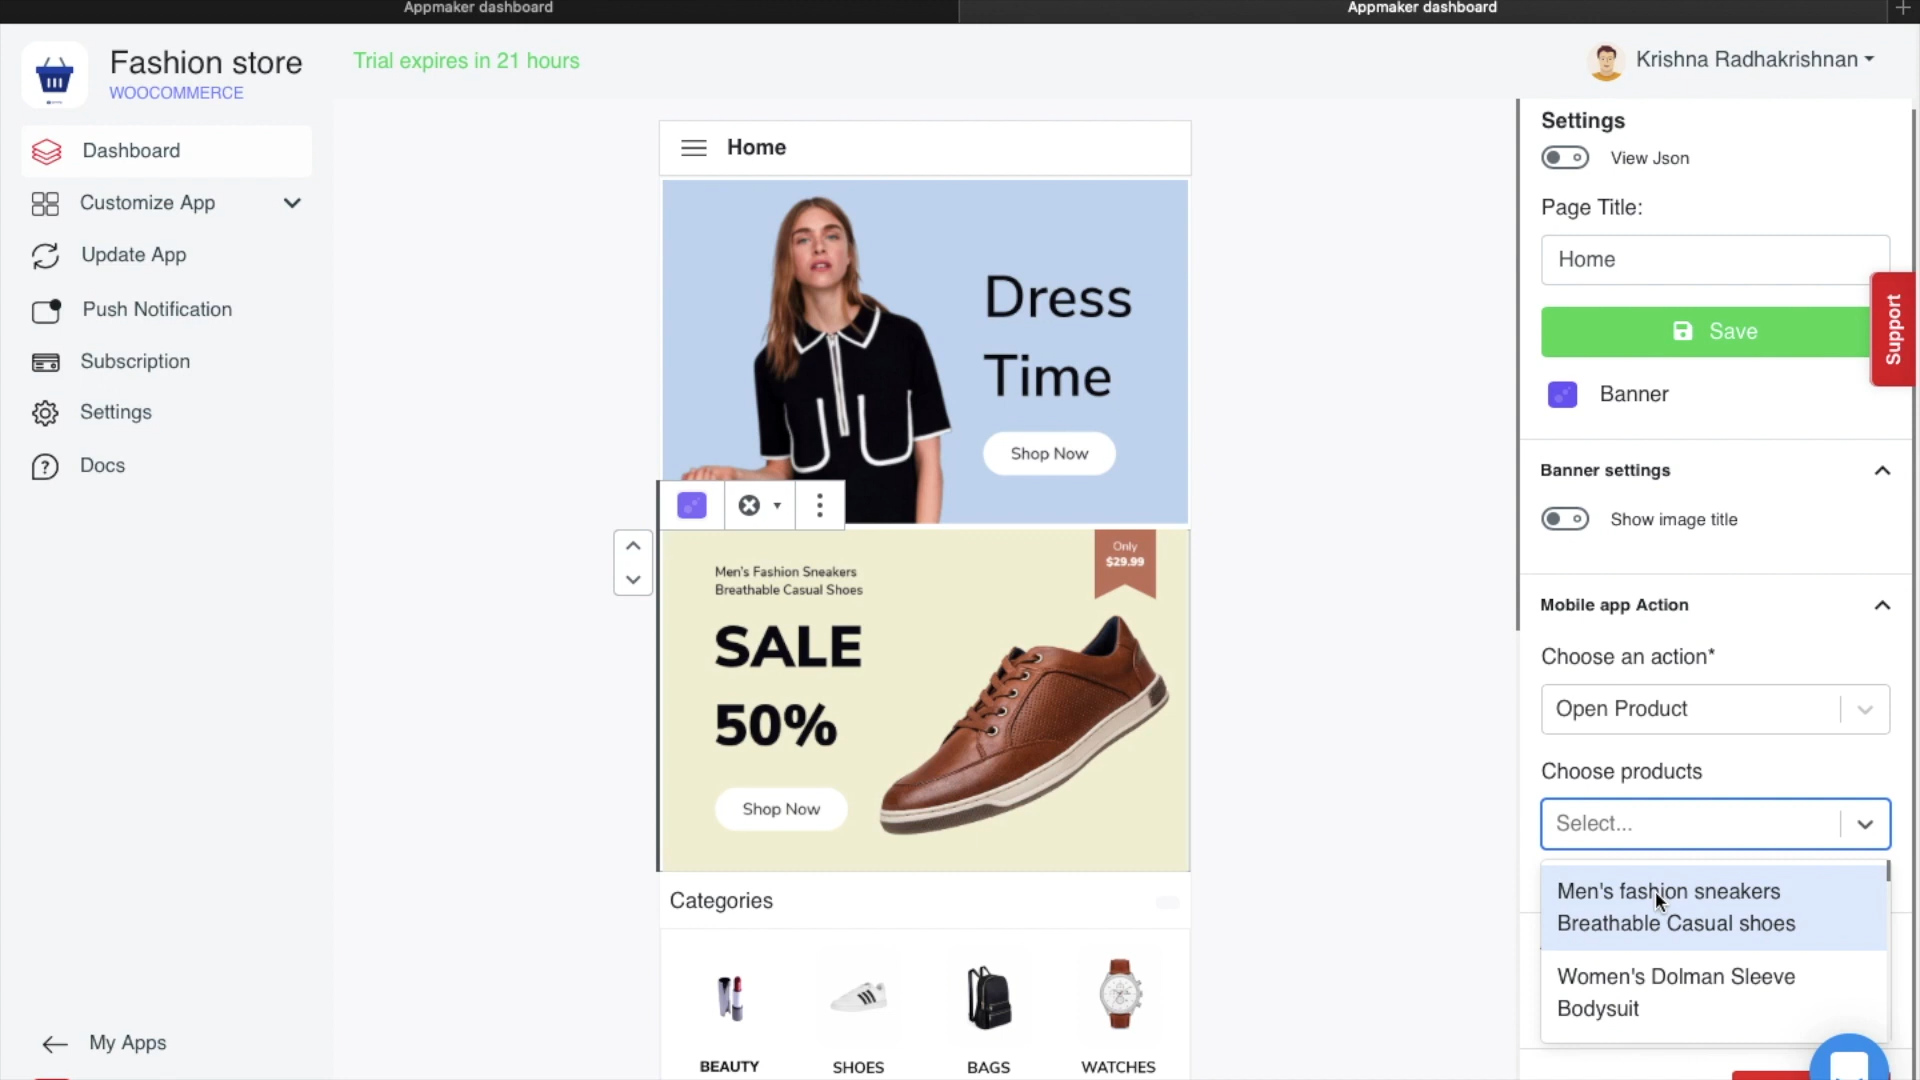 Appmaker dashboard
Appmaker dashboard
Fashion store
WOOCOMMERCE
Trial expires in 21 hours
Krishna Radhakrishnan
Dashboard
Customize App
Update App
Push Notification
Subscription
Settings
Docs
My Apps
Home
Dress
Time
Shop Now
Only
$29.99
Men's Fashion Sneakers
Breathable Casual Shoes
SALE
50%
Shop Now
Categories
BEAUTY
SHOES
BAGS
WATCHES
Settings
View Json
Page Title:
Home
Save
Support
Banner
Banner settings
Show image title
Mobile app Action
Choose an action*
Open Product
Choose products
Select...
Men's fashion sneakers
Breathable Casual shoes
Women's Dolman Sleeve
Bodysuit